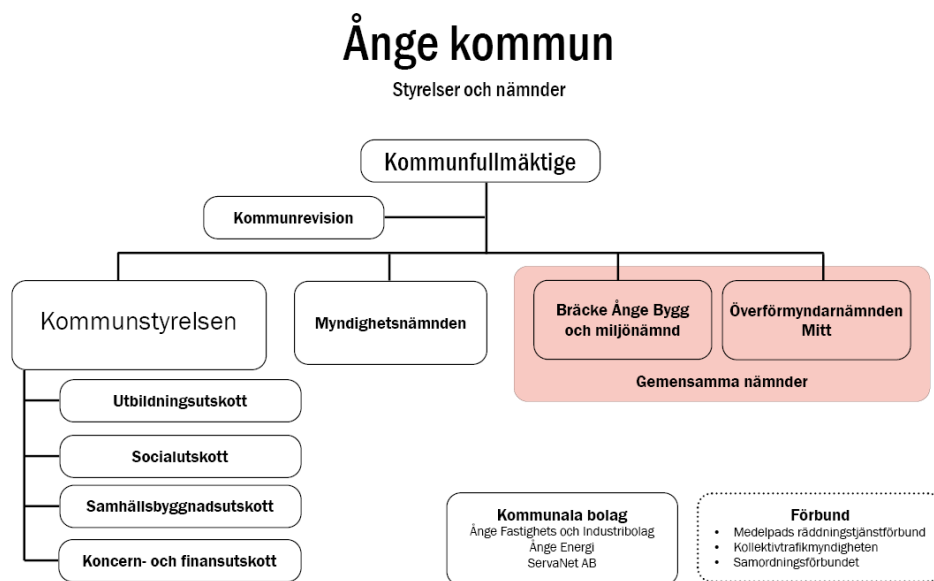 Ånge kommun
Styrelser och nämnder
Kommunfullmäktige
Kommunrevision
Kommunstyrelsen
Myndighetsnämnden
Bräcke Ånge Bygg
och miljönämnd
Överförmyndarnämnden
Mitt
Gemensamma nämnder
Utbildningsutskott
Socialutskott
Samhällsbyggnadsutskott
Koncern- och finansutskott
Kommunala bolag
Ånge Fastighets och Industribolag
Ånge Energi
ServaNet AB
Förbund
• Medelpads räddningstjänstförbund
• Kollektivtrafikmyndigheten
• Samordningsförbundet